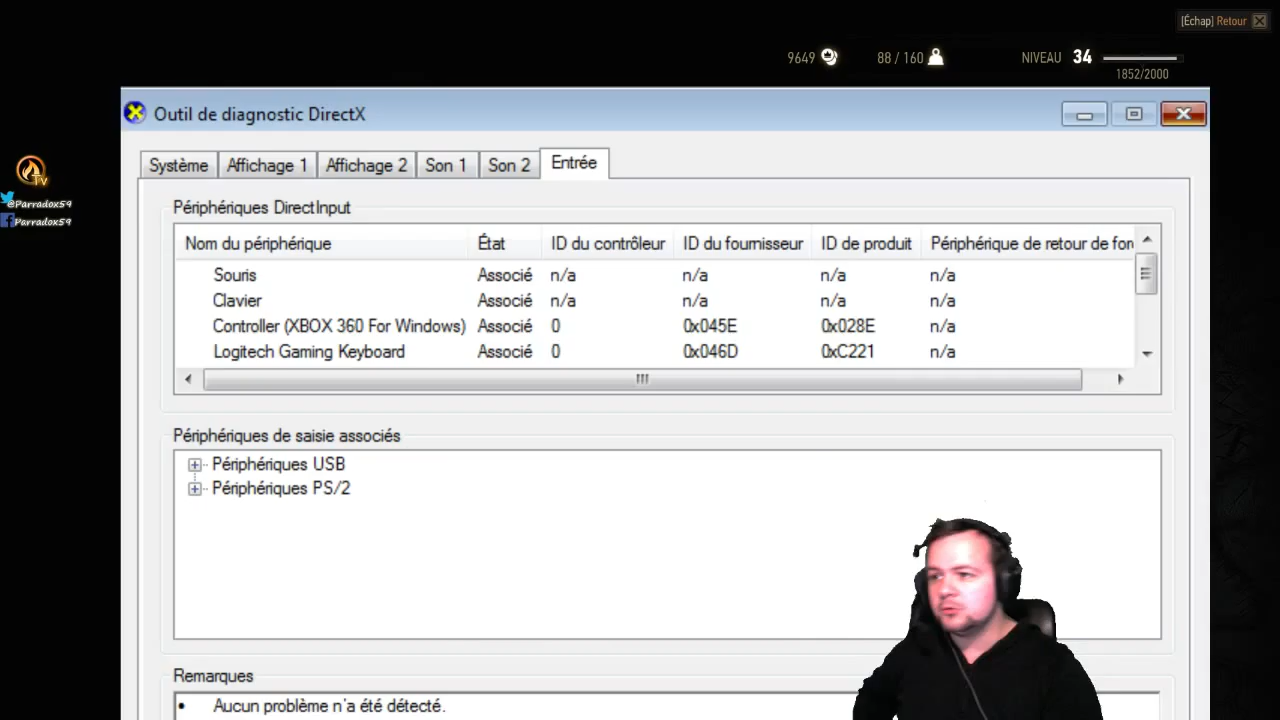 [Échap] Retour
9649
88 / 160
NIVEAU 34
1852/2000
Outil de diagnostic DirectX
Système Affichage 1 Affichage 2 Son 1 Son 2 Entrée
TV
@Parradox59
Parradox59
Périphériques DirectInput
Nom du périphérique État ID du contrôleur ID du fournisseur ID de produit Périphérique de retour de for
Souris Associé n/a n/a n/a n/a
Clavier Associé n/a n/a n/a n/a
Controller (XBOX 360 For Windows) Associé 0 0x045E 0x028E n/a
Logitech Gaming Keyboard Associé 0 0x046D 0xC221 n/a
Périphériques de saisie associés
Périphériques USB
Périphériques PS/2
Remarques
• Aucun problème n'a été détecté.